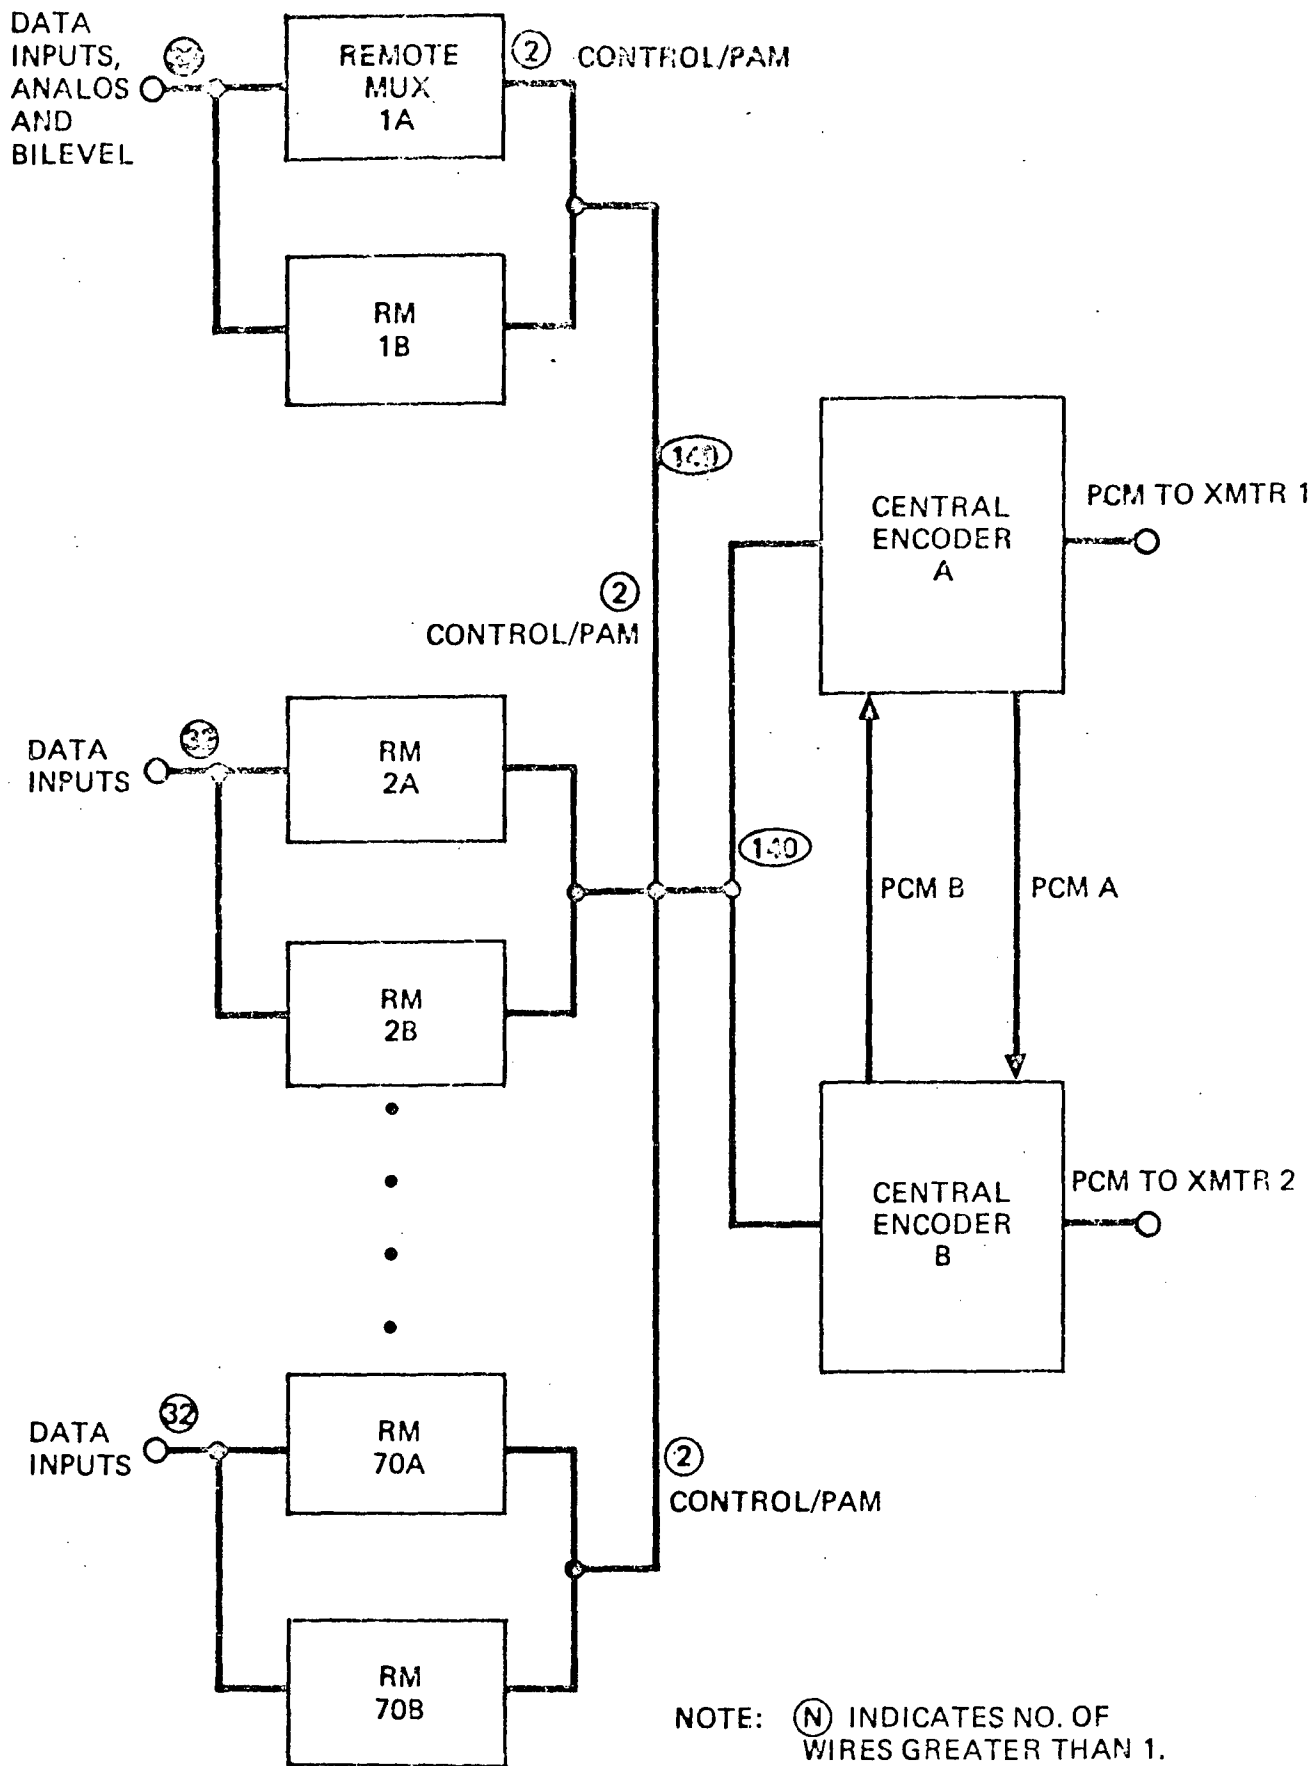 DATA
INPUTS,
ANALOS
AND
BILEVEL
REMOTE
MUX
1A
2
CONTROL/PAM
RM
1B
140
CENTRAL
ENCODER
A
PCM TO XMTR 1
2
CONTROL/PAM
DATA
INPUTS
RM
2A
140
PCM B
PCM A
RM
2B
CENTRAL
ENCODER
B
PCM TO XMTR 2
DATA
INPUTS
32
RM
70A
2
CONTROL/PAM
RM
70B
NOTE: N INDICATES NO. OF
WIRES GREATER THAN 1.